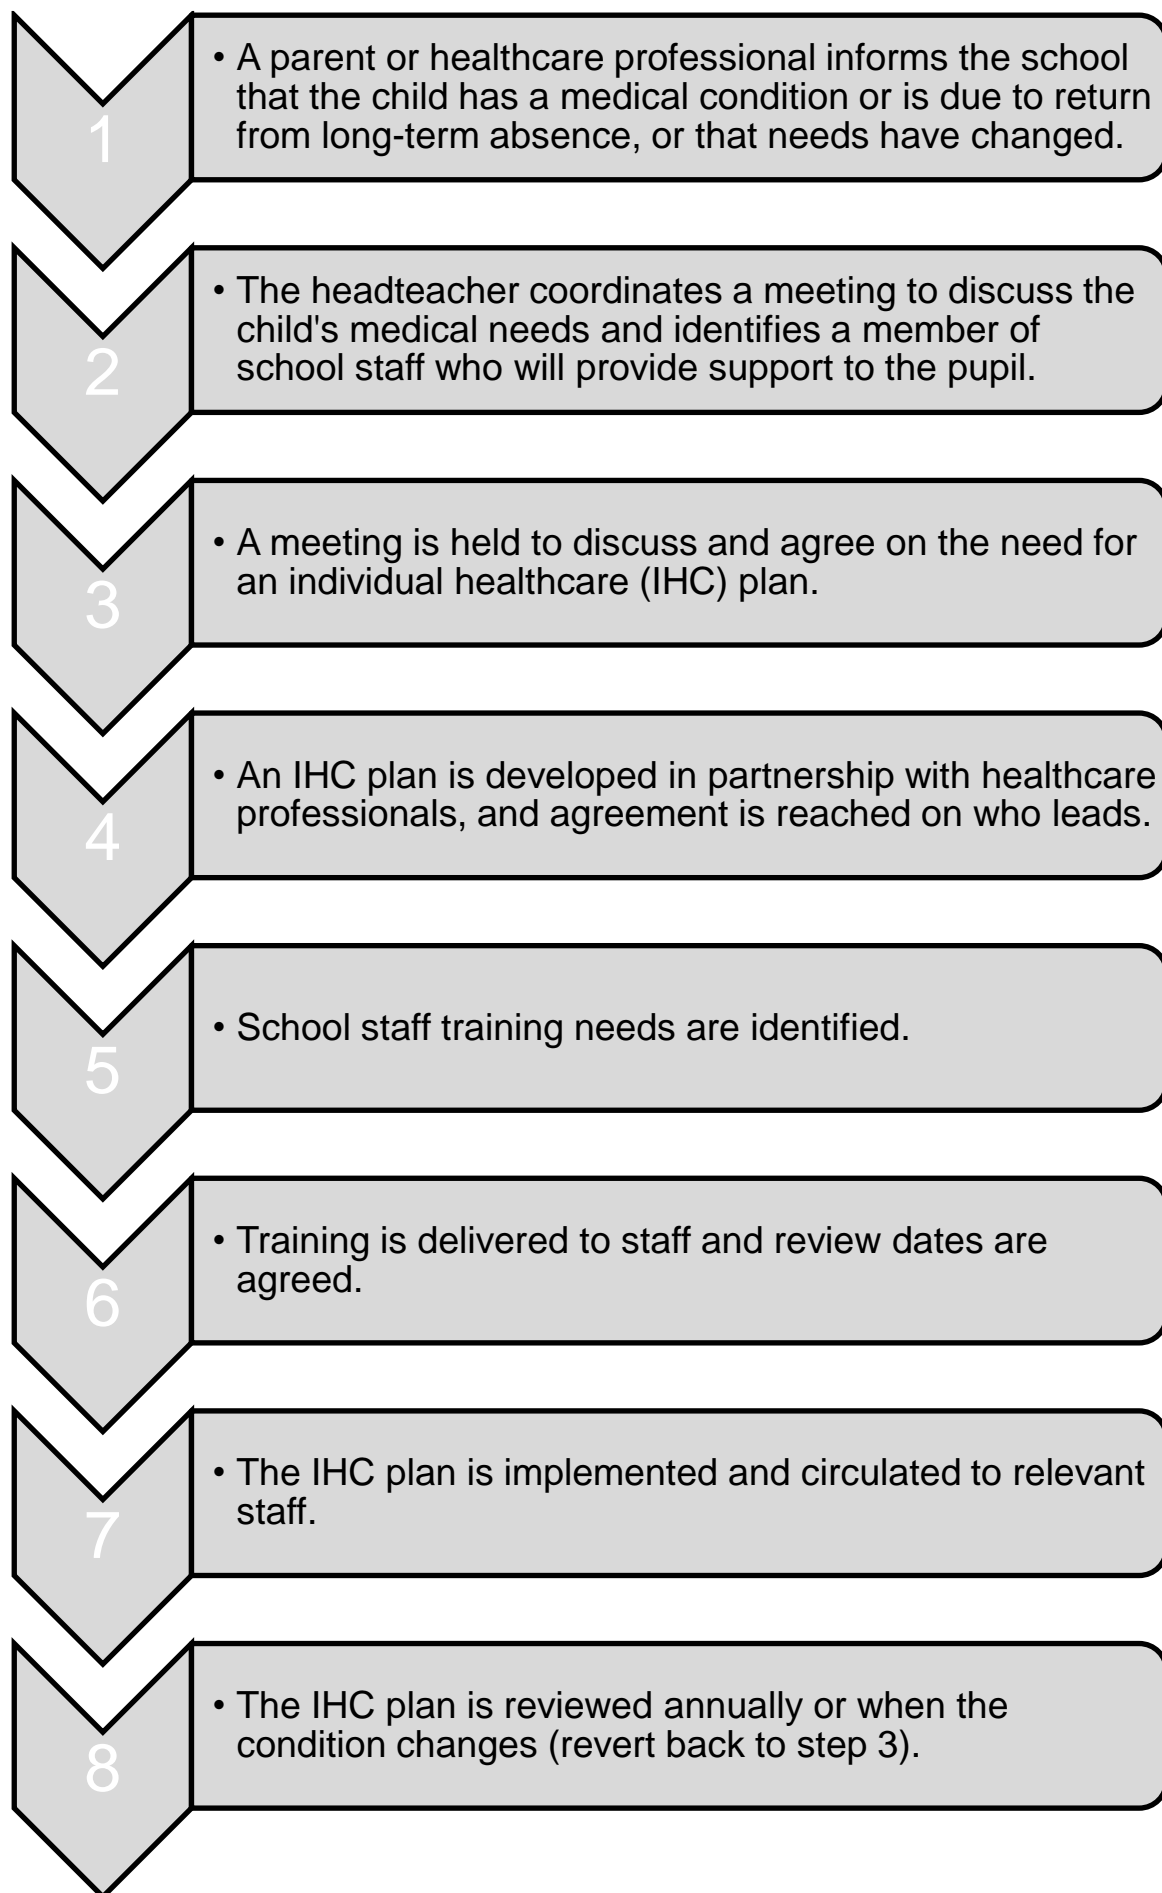 1
• A parent or healthcare professional informs the school
that the child has a medical condition or is due to return
from long-term absence, or that needs have changed.
2
• The headteacher coordinates a meeting to discuss the
child's medical needs and identifies a member of
school staff who will provide support to the pupil.
3
• A meeting is held to discuss and agree on the need for
an individual healthcare (IHC) plan.
4
• An IHC plan is developed in partnership with healthcare
professionals, and agreement is reached on who leads.
5
• School staff training needs are identified.
6
• Training is delivered to staff and review dates are
agreed.
7
• The IHC plan is implemented and circulated to relevant
staff.
8
• The IHC plan is reviewed annually or when the
condition changes (revert back to step 3).